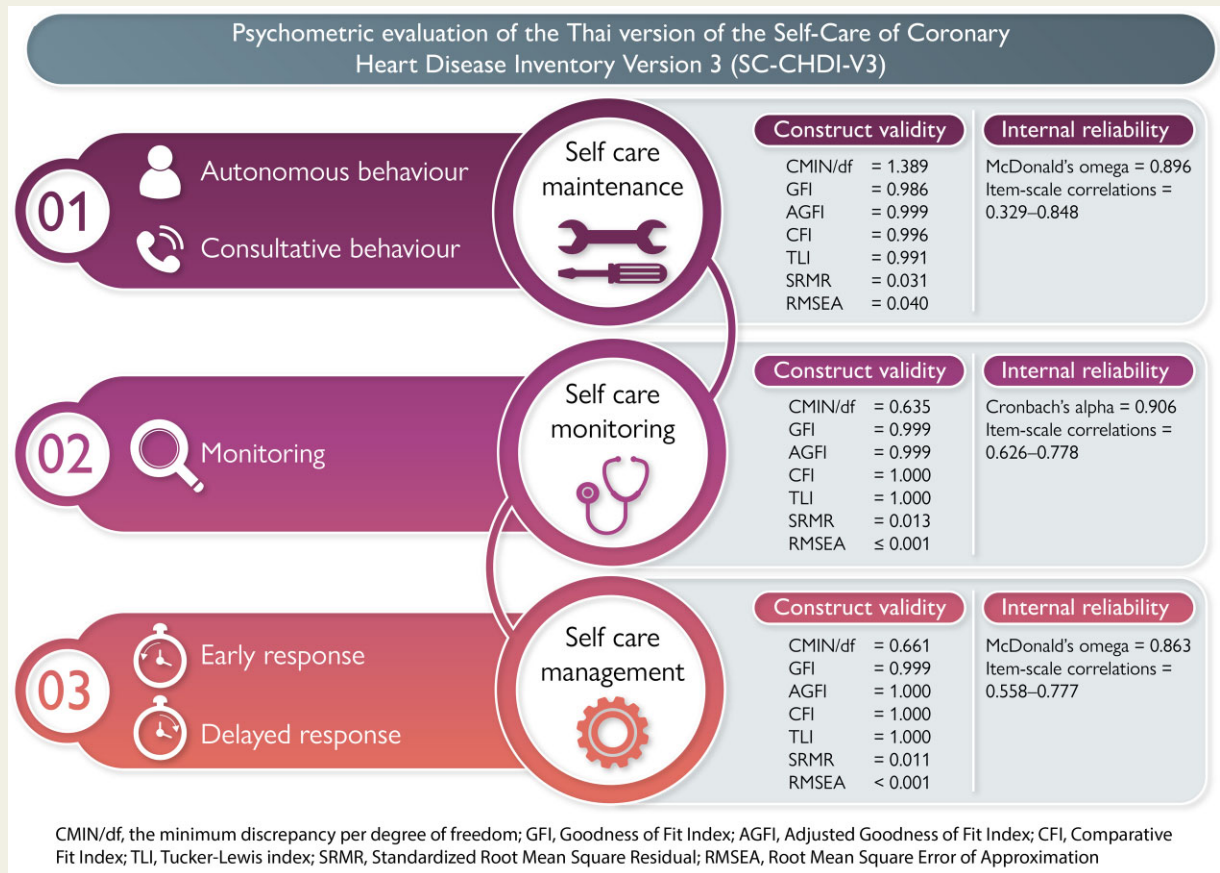 Psychometric evaluation of the Thai version of the Self-Care of Coronary
Heart Disease Inventory Version 3 (SC-CHDI-V3)
01
Autonomous behaviour
Consultative behaviour
Self care
maintenance
Construct validity
CMIN/df = 1.389
GFI = 0.986
AGFI = 0.999
CFI = 0.996
TLI = 0.991
SRMR = 0.031
RMSEA = 0.040
Internal reliability
McDonald's omega = 0.896
Item-scale correlations =
0.329–0.848
02
Monitoring
Self care
monitoring
Construct validity
CMIN/df = 0.635
GFI = 0.999
AGFI = 0.999
CFI = 1.000
TLI = 1.000
SRMR = 0.013
RMSEA ≤ 0.001
Internal reliability
Cronbach's alpha = 0.906
Item-scale correlations =
0.626–0.778
03
Early response
Delayed response
Self care
management
Construct validity
CMIN/df = 0.661
GFI = 0.999
AGFI = 1.000
CFI = 1.000
TLI = 1.000
SRMR = 0.011
RMSEA < 0.001
Internal reliability
McDonald's omega = 0.863
Item-scale correlations =
0.558–0.777
CMIN/df, the minimum discrepancy per degree of freedom; GFI, Goodness of Fit Index; AGFI, Adjusted Goodness of Fit Index; CFI, Comparative
Fit Index; TLI, Tucker-Lewis index; SRMR, Standardized Root Mean Square Residual; RMSEA, Root Mean Square Error of Approximation